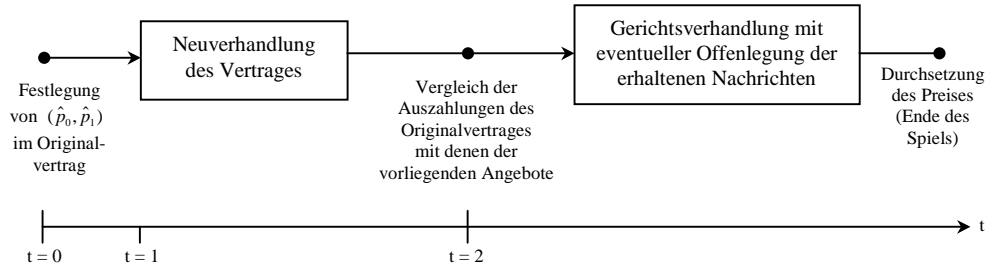 Festlegung
von (p̂₀, p̂₁)
im Original-
vertrag
Neuverhandlung
des Vertrages
Vergleich der
Auszahlungen des
Originalvertrages
mit denen der
vorliegenden Angebote
Gerichtsverhandlung mit
eventueller Offenlegung der
erhaltenen Nachrichten
Durchsetzung
des Preises
(Ende des
Spiels)
t
t = 0
t = 1
t = 2